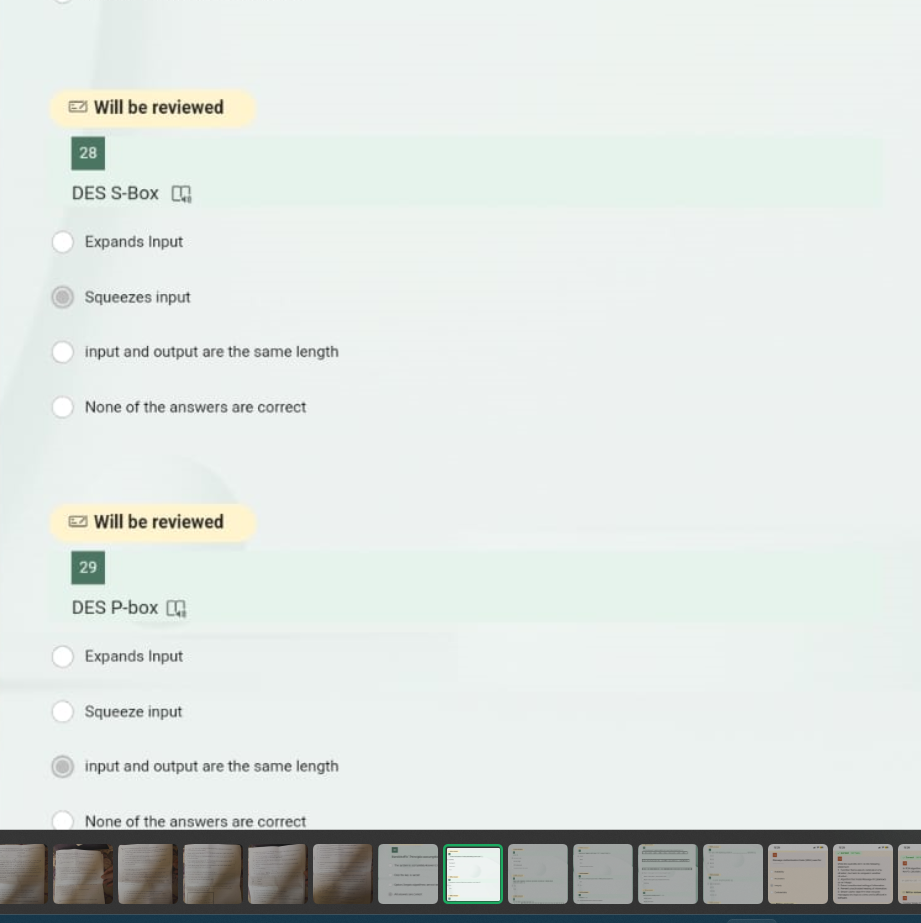 Will be reviewed
28
DES S-Box
Expands Input
Squeezes input
input and output are the same length
None of the answers are correct
Will be reviewed
29
DES P-box
Expands Input
Squeeze input
input and output are the same length
None of the answers are correct